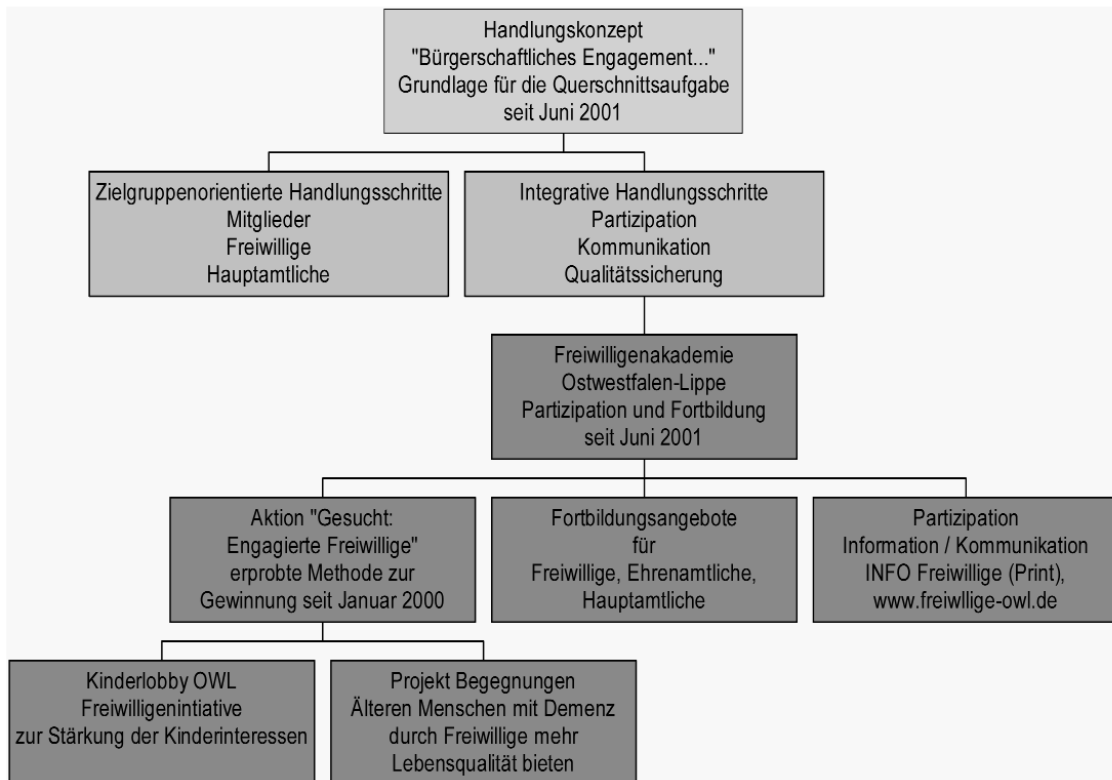 Handlungskonzept
"Bürgerschaftliches Engagement..."
Grundlage für die Querschnittsaufgabe
seit Juni 2001
Zielgruppenorientierte Handlungsschritte
Mitglieder
Freiwillige
Hauptamtliche
Integrative Handlungsschritte
Partizipation
Kommunikation
Qualitätssicherung
Freiwilligenakademie
Ostwestfalen-Lippe
Partizipation und Fortbildung
seit Juni 2001
Aktion "Gesucht:
Engagierte Freiwillige"
erprobte Methode zur
Gewinnung seit Januar 2000
Fortbildungsangebote
für
Freiwillige, Ehrenamtliche,
Hauptamtliche
Partizipation
Information / Kommunikation
INFO Freiwillige (Print),
www.freiwllige-owl.de
Kinderlobby OWL
Freiwilligenintiative
zur Stärkung der Kinderinteressen
Projekt Begegnungen
Älteren Menschen mit Demenz
durch Freiwillige mehr
Lebensqualität bieten